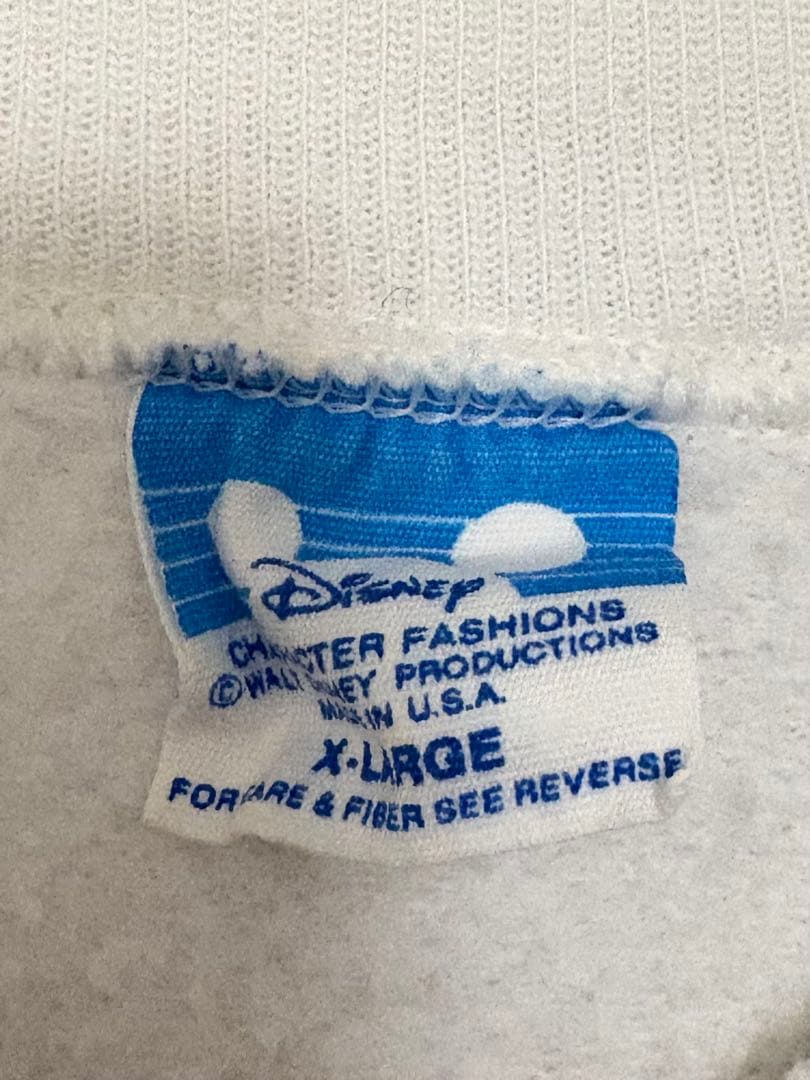 Disney
CHARACTER FASHIONS
© WALT DISNEY PRODUCTIONS
MADE IN U.S.A.
X-LARGE
FOR CARE & FIBER SEE REVERSE